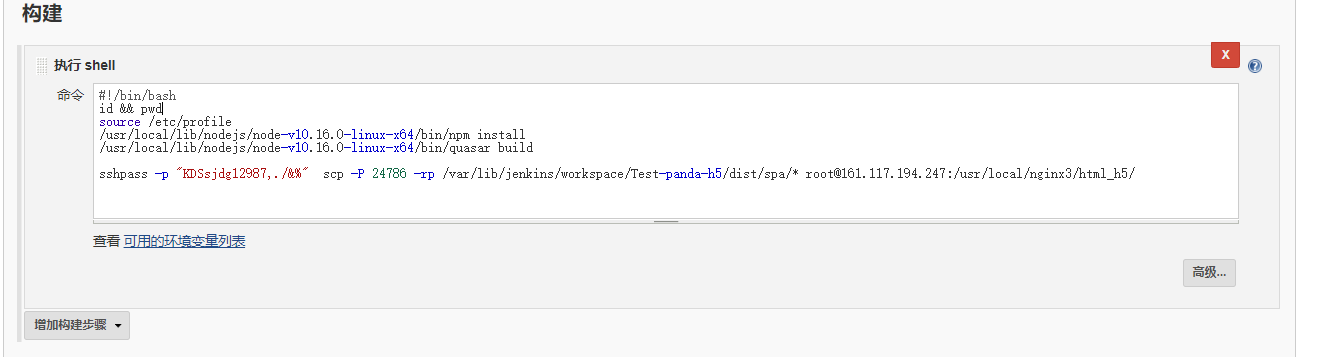 构建
执行 shell
X
命令
#!/bin/bash
id && pwd
source /etc/profile
/usr/local/lib/nodejs/node-v10.16.0-linux-x64/bin/npm install
/usr/local/lib/nodejs/node-v10.16.0-linux-x64/bin/quasar build
sshpass -p "KDSsjdg12987,./&%"  scp -P 24786 -rp /var/lib/jenkins/workspace/Test-panda-h5/dist/spa/* root@161.117.194.247:/usr/local/nginx3/html_h5/
查看 可用的环境变量列表
高级...
增加构建步骤